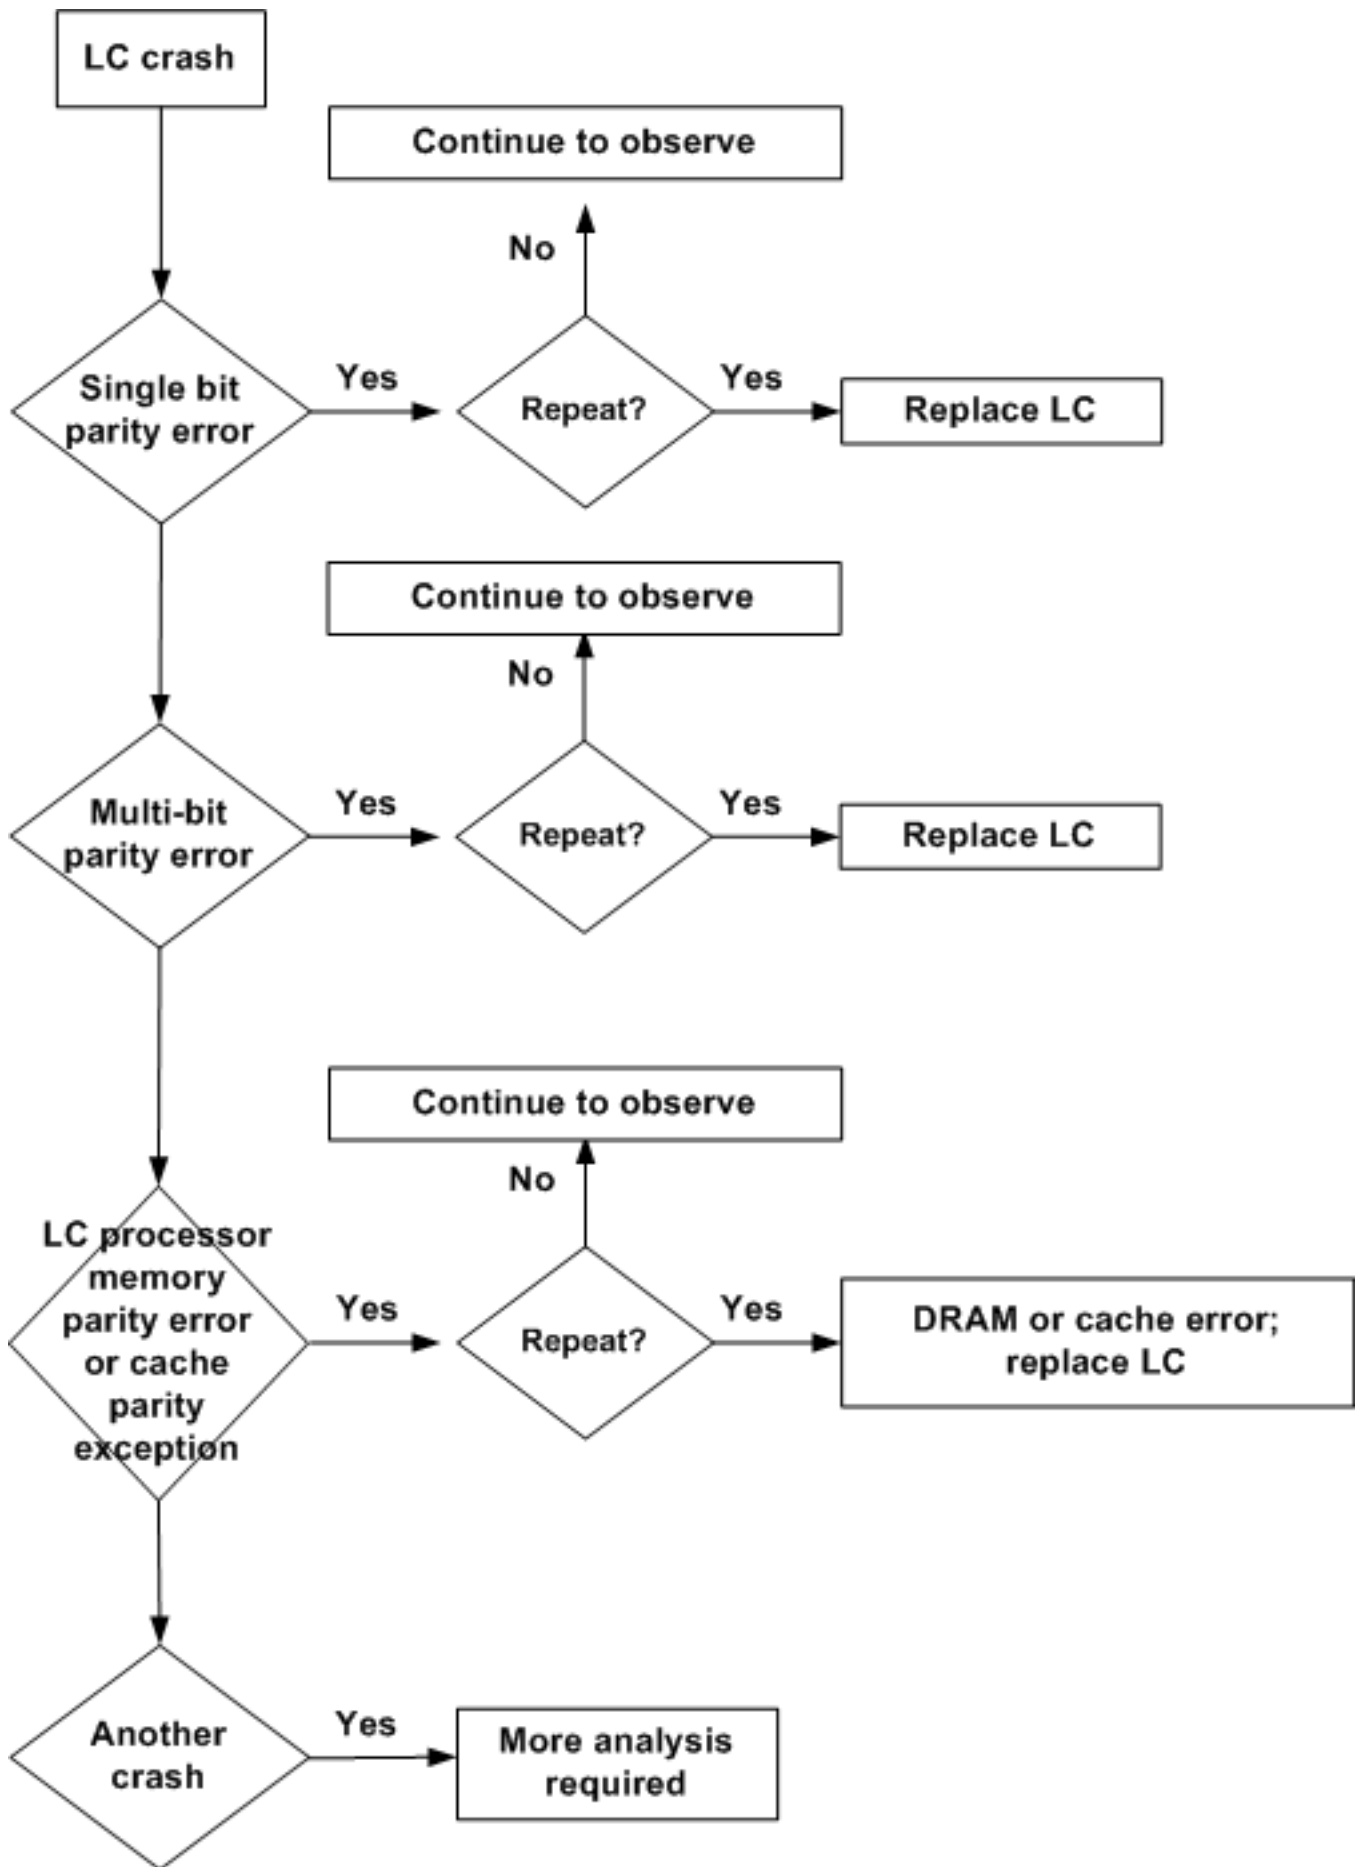 LC crash
Continue to observe
No
Single bit
parity error
Yes
Repeat?
Yes
Replace LC
Continue to observe
No
Multi-bit
parity error
Yes
Repeat?
Yes
Replace LC
Continue to observe
No
LC processor
memory
parity error
or cache
parity
exception
Yes
Repeat?
Yes
DRAM or cache error;
replace LC
Another
crash
Yes
More analysis
required